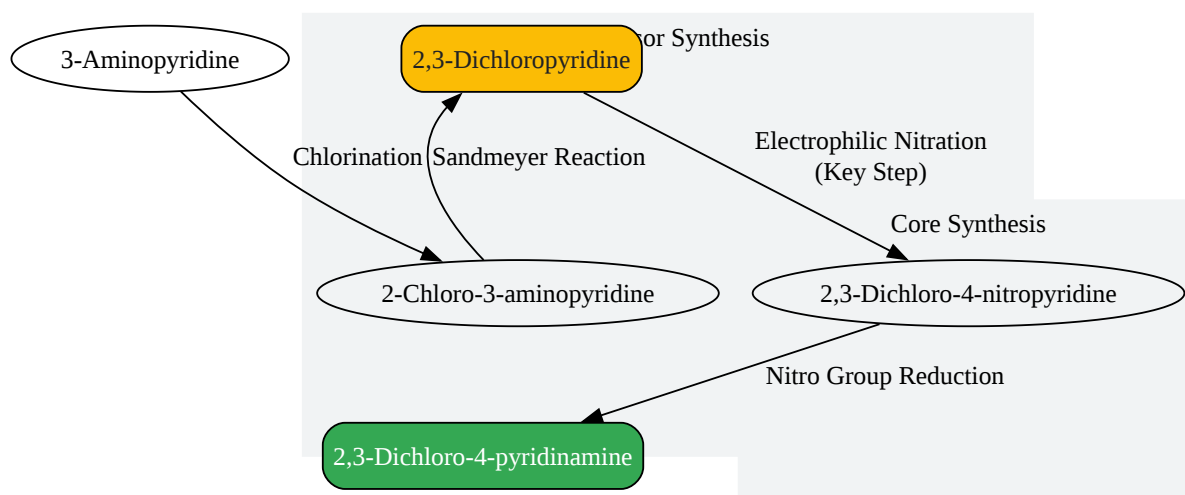 3-Aminopyridine
2,3-Dichloropyridine
Synthesis
Chlorination
Sandmeyer Reaction
Electrophilic Nitration
(Key Step)
Core Synthesis
2-Chloro-3-aminopyridine
2,3-Dichloro-4-nitropyridine
Nitro Group Reduction
2,3-Dichloro-4-pyridinamine